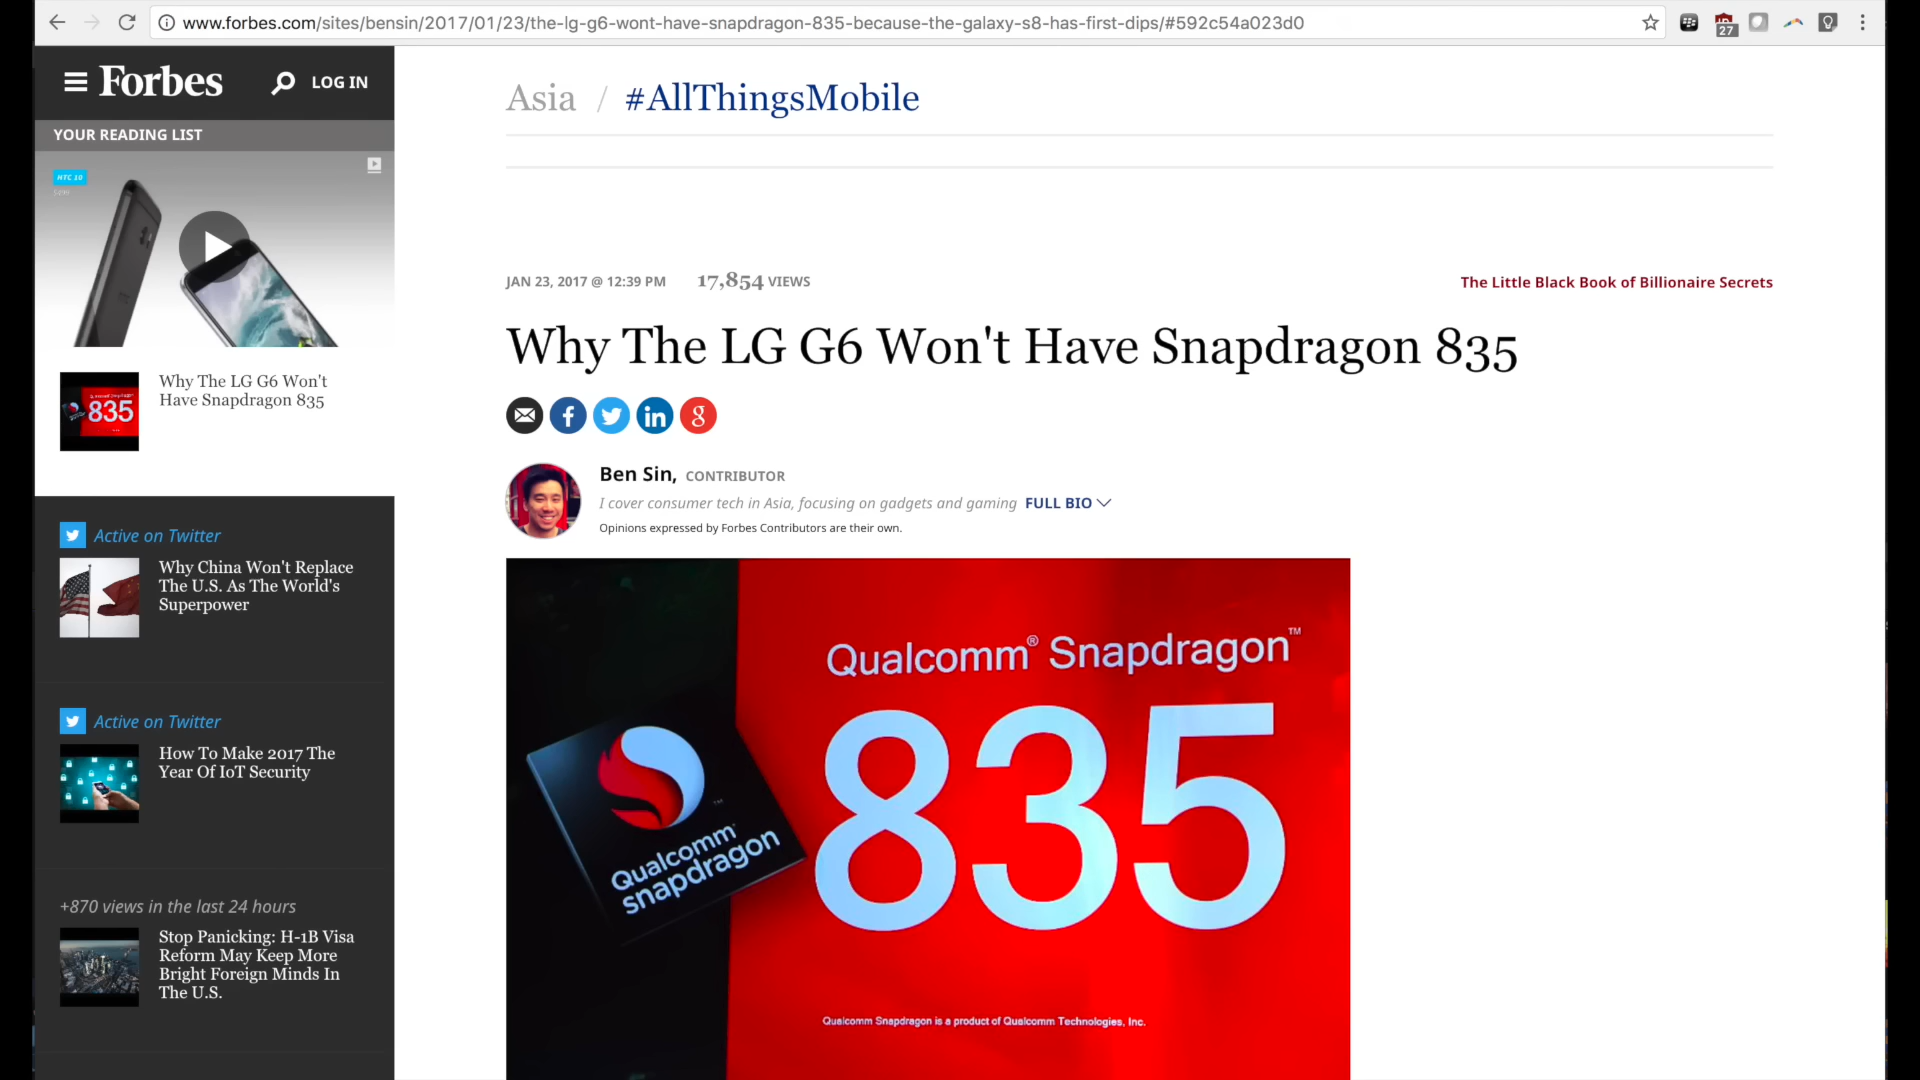 www.forbes.com/sites/bensin/2017/01/23/the-lg-g6-wont-have-snapdragon-835-because-the-galaxy-s8-has-first-dips/#592c54a023d0
27
Forbes
LOG IN
YOUR READING LIST
HTC 10
Why The LG G6 Won't
Have Snapdragon 835
835
Active on Twitter
Why China Won't Replace
The U.S. As The World's
Superpower
Active on Twitter
How To Make 2017 The
Year Of IoT Security
+870 views in the last 24 hours
Stop Panicking: H-1B Visa
Reform May Keep More
Bright Foreign Minds In
The U.S.
Asia / #AllThingsMobile
JAN 23, 2017 @ 12:39 PM 17,854 VIEWS
The Little Black Book of Billionaire Secrets
Why The LG G6 Won't Have Snapdragon 835
Ben Sin, CONTRIBUTOR
I cover consumer tech in Asia, focusing on gadgets and gaming FULL BIO
Opinions expressed by Forbes Contributors are their own.
Qualcomm® Snapdragon™
835
Qualcomm™
snapdragon
Qualcomm Snapdragon is a product of Qualcomm Technologies, Inc.